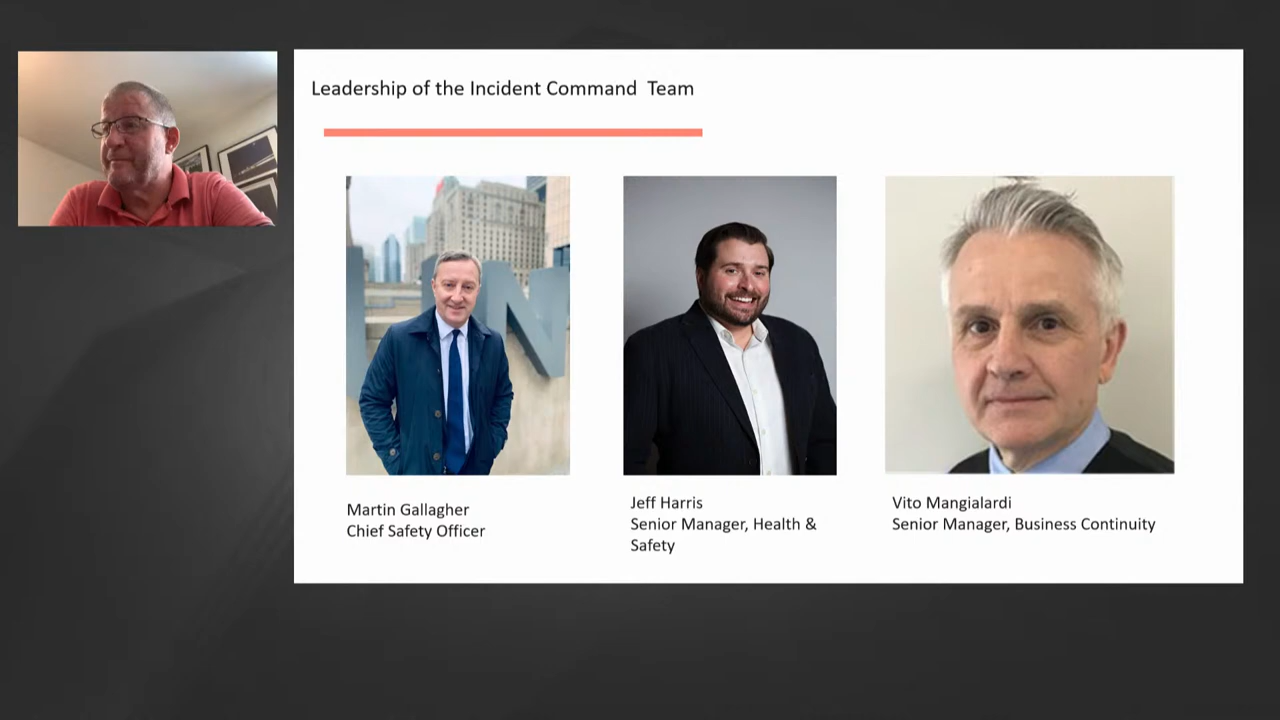 Leadership of the Incident Command Team
Martin Gallagher
Chief Safety Officer
Jeff Harris
Senior Manager, Health &
Safety
Vito Mangialardi
Senior Manager, Business Continuity